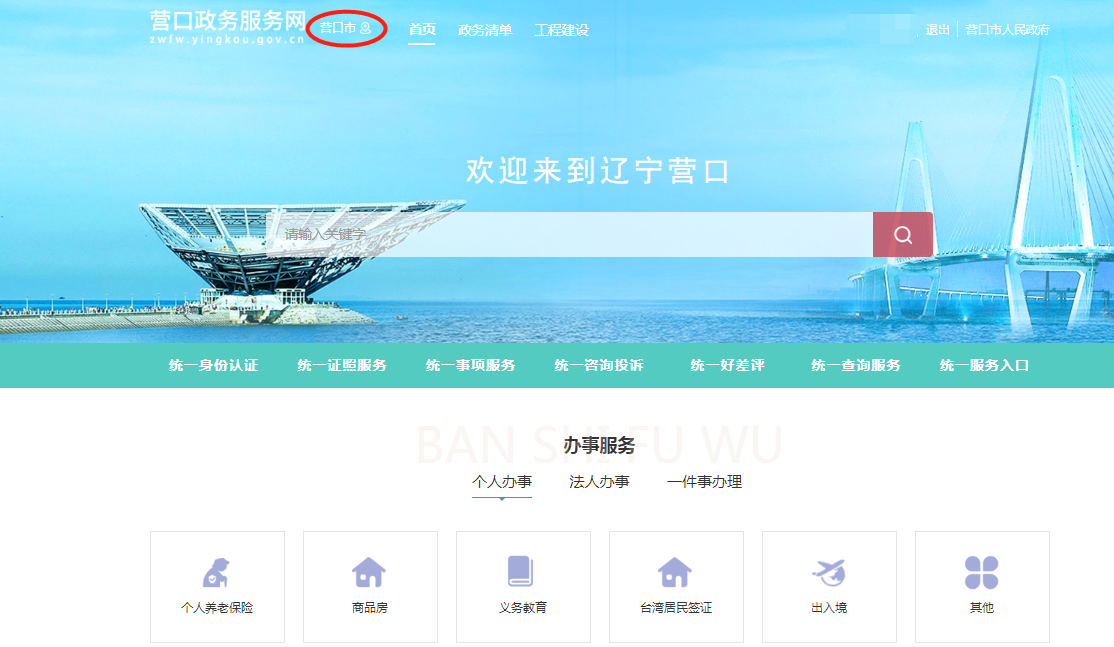 营口政务服务网 营口市 首页 政务清单 工程建设 , 退出 营口市人民政府
zwfw.yingkou.gov.cn
欢迎来到辽宁营口
请输入关键字
统一身份认证 统一证照服务 统一事项服务 统一咨询投诉 统一好差评 统一查询服务 统一服务入口
BAN SHI FU WU
办事服务
个人办事 法人办事 一件事办理
个人养老保险 商品房 义务教育 台湾居民签证 出入境 其他